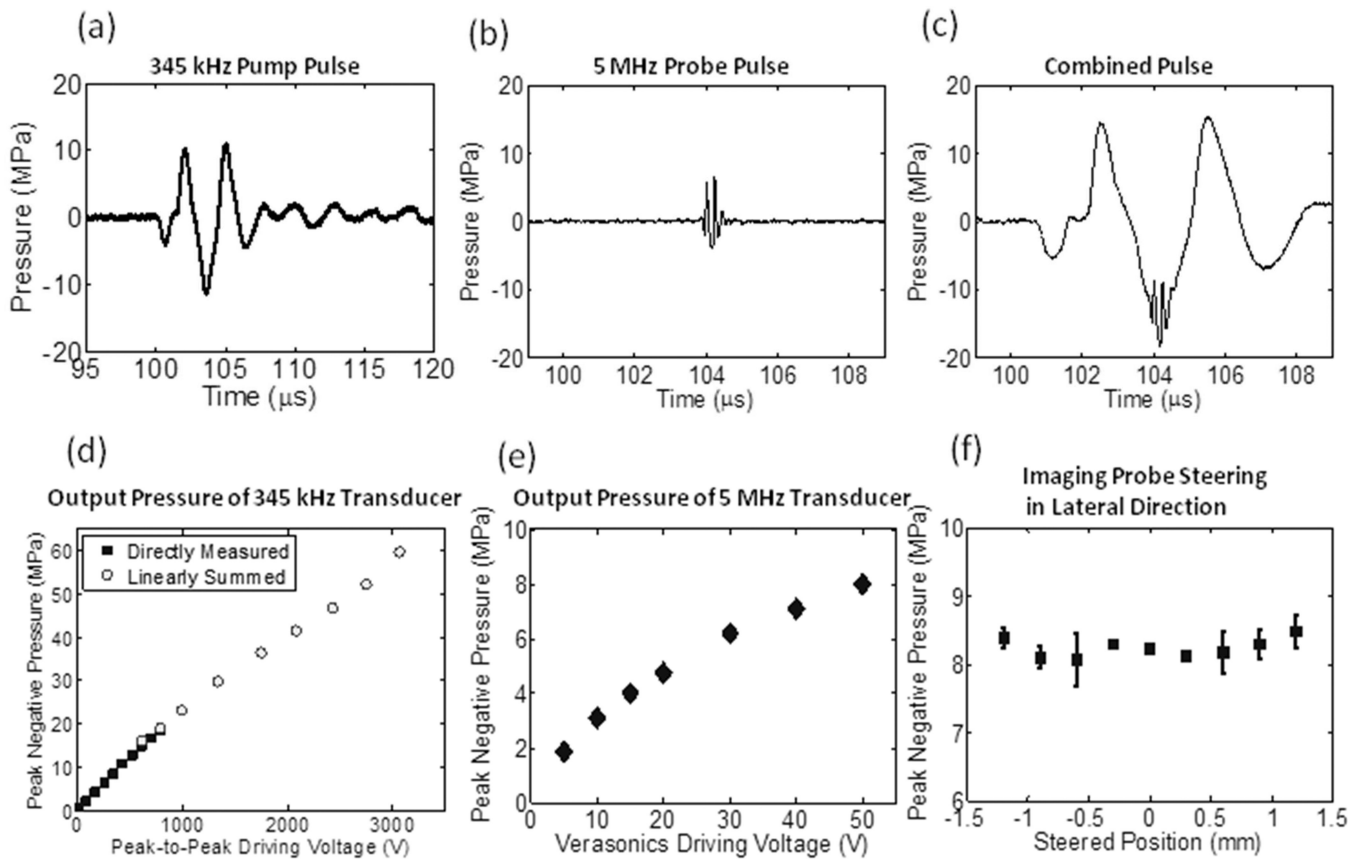 (a)
345 kHz Pump Pulse
20
10
0
-10
-20
Pressure (MPa)
95 100 105 110 115 120
Time (μs)
(b)
5 MHz Probe Pulse
20
10
0
-10
-20
Pressure (MPa)
100 102 104 106 108
Time (μs)
(c)
Combined Pulse
20
10
0
-10
-20
Pressure (MPa)
100 102 104 106 108
Time (μs)
(d)
Output Pressure of 345 kHz Transducer
60
50
40
30
20
10
0
Peak Negative Pressure (MPa)
Directly Measured
Linearly Summed
0 1000 2000 3000
Peak-to-Peak Driving Voltage (V)
(e)
Output Pressure of 5 MHz Transducer
10
8
6
4
2
0
Peak Negative Pressure (MPa)
0 10 20 30 40 50
Verasonics Driving Voltage (V)
(f)
Imaging Probe Steering
in Lateral Direction
10
9
8
7
6
Peak Negative Pressure (MPa)
-1.5 -1 -0.5 0 0.5 1 1.5
Steered Position (mm)